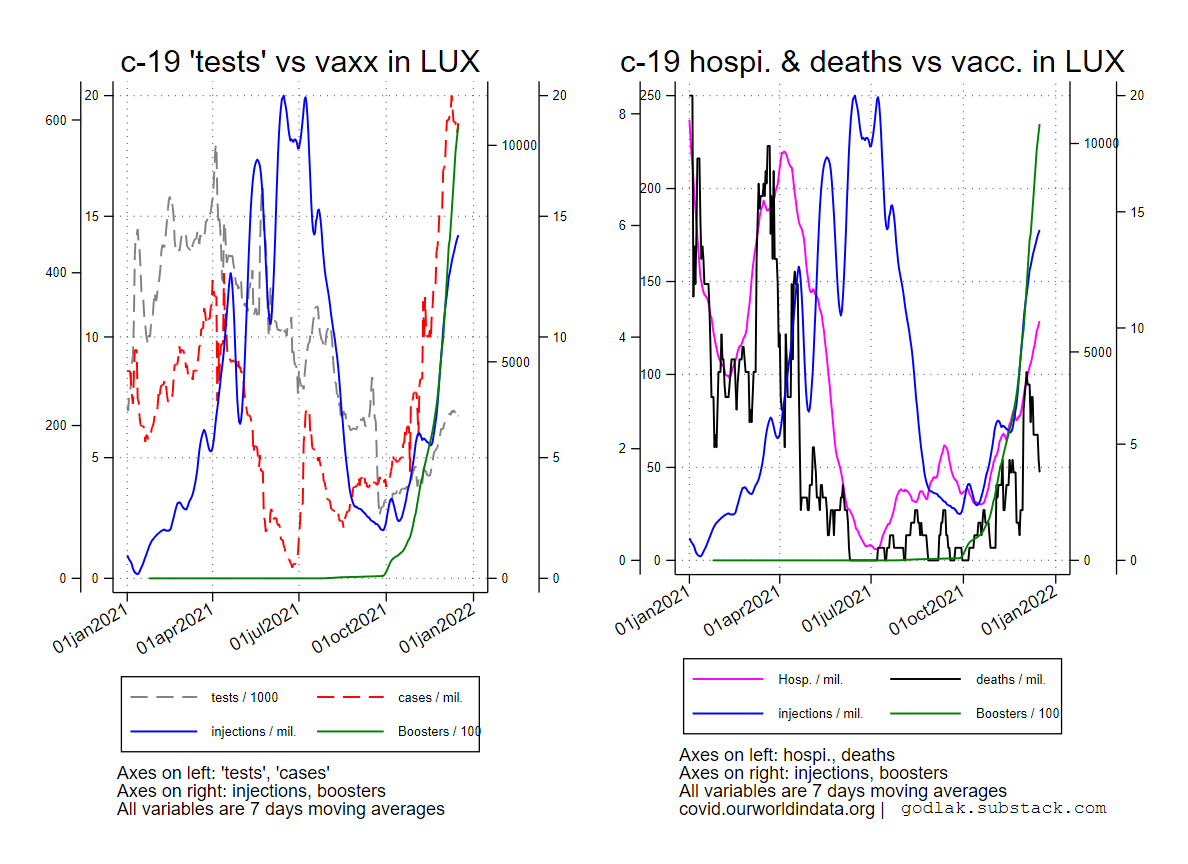 c-19 'tests' vs vaxx in LUX
600
400
200
0
20
15
10
5
0
10000
5000
0
20
15
10
5
0
01jan2021
01apr2021
01jul2021
01oct2021
01jan2022
tests / 1000
cases / mil.
injections / mil.
Boosters / 100
Axes on left: 'tests', 'cases'
Axes on right: injections, boosters
All variables are 7 days moving averages
c-19 hospi. & deaths vs vacc. in LUX
8
6
4
2
0
250
200
150
100
50
0
10000
5000
0
20
15
10
5
0
01jan2021
01apr2021
01jul2021
01oct2021
01jan2022
Hosp. / mil.
deaths / mil.
injections / mil.
Boosters / 100
Axes on left: hospi., deaths
Axes on right: injections, boosters
All variables are 7 days moving averages
covid.ourworldindata.org | godlak.substack.com